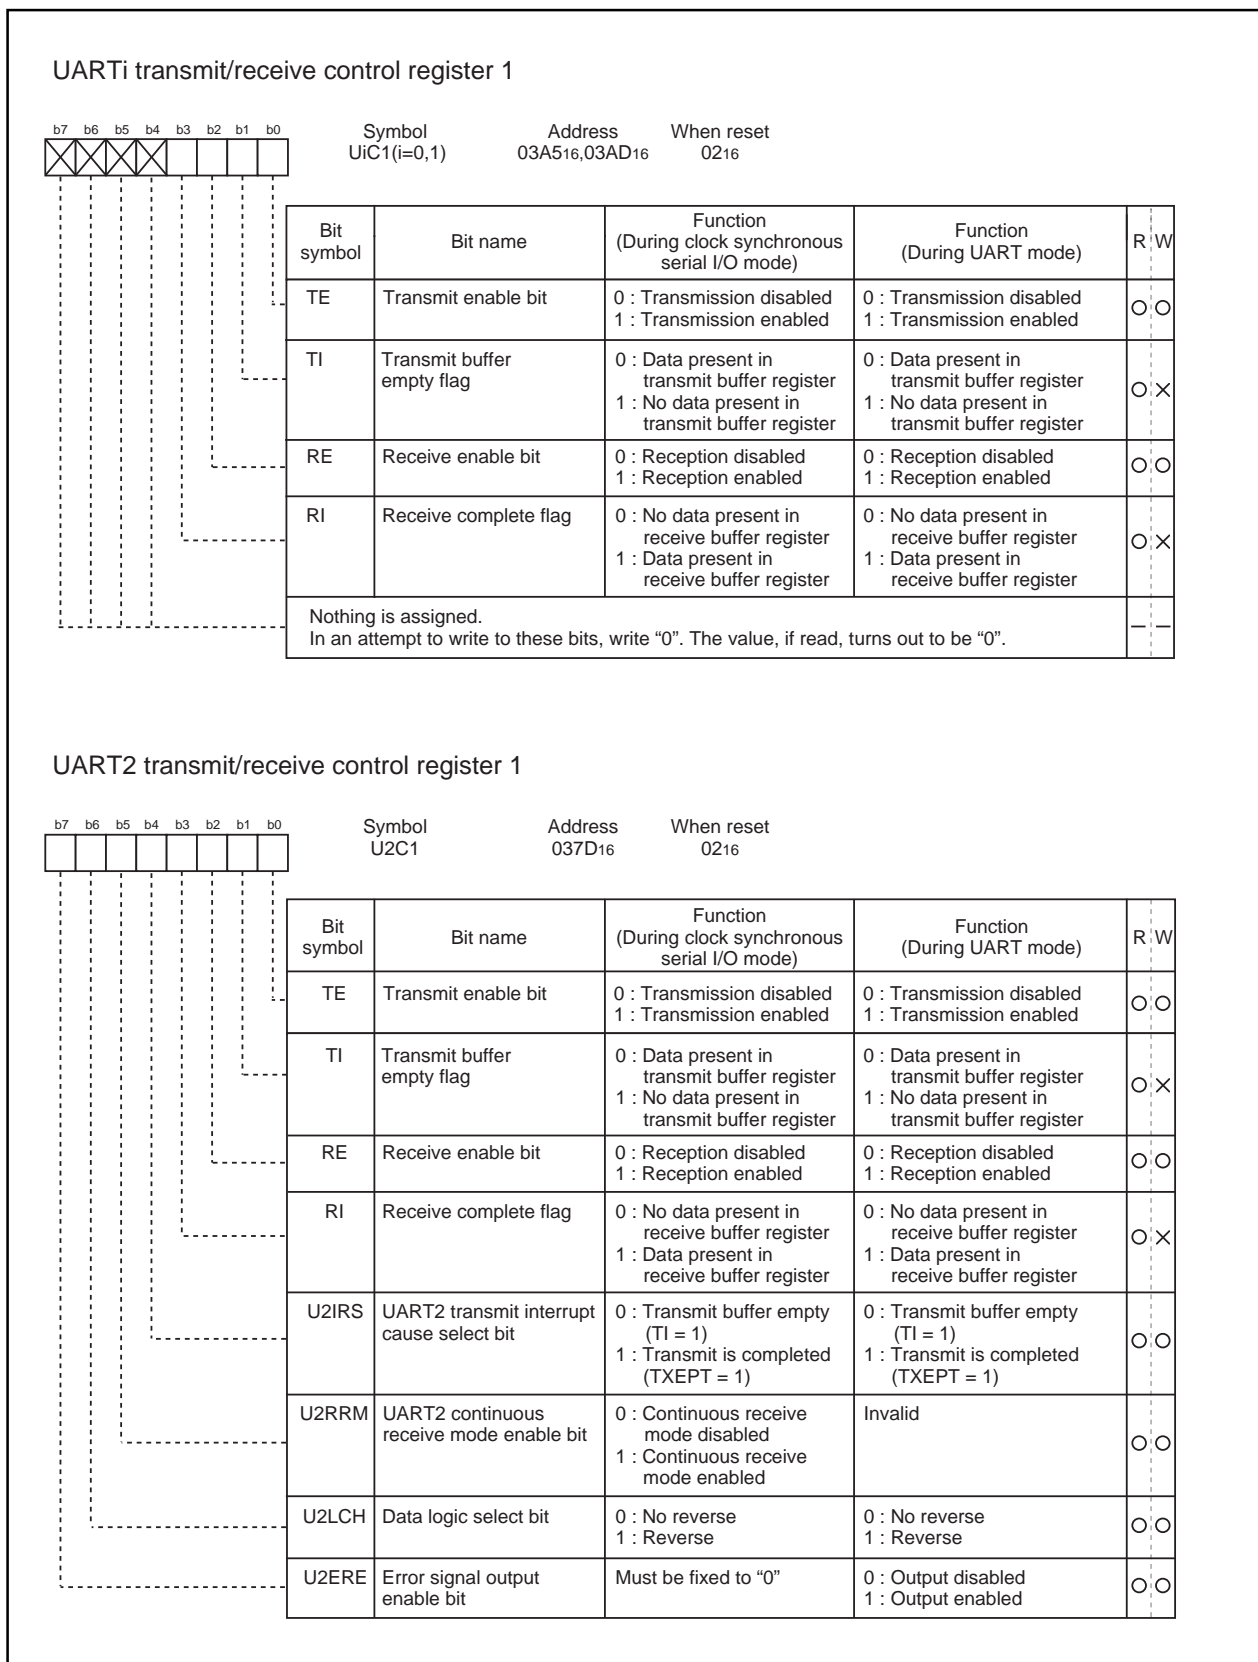 UARTi transmit/receive control register 1
b7 b6 b5 b4 b3 b2 b1 b0
Symbol Address When reset
UiC1(i=0,1) 03A516,03AD16 0216
Bit symbol Bit name Function (During clock synchronous serial I/O mode) Function (During UART mode) R W
TE Transmit enable bit 0 : Transmission disabled 0 : Transmission disabled
1 : Transmission enabled 1 : Transmission enabled
TI Transmit buffer 0 : Data present in 0 : Data present in
empty flag transmit buffer register transmit buffer register
1 : No data present in 1 : No data present in
transmit buffer register transmit buffer register
RE Receive enable bit 0 : Reception disabled 0 : Reception disabled
1 : Reception enabled 1 : Reception enabled
RI Receive complete flag 0 : No data present in 0 : No data present in
receive buffer register receive buffer register
1 : Data present in 1 : Data present in
receive buffer register receive buffer register
Nothing is assigned.
In an attempt to write to these bits, write “0”. The value, if read, turns out to be “0”.
UART2 transmit/receive control register 1
b7 b6 b5 b4 b3 b2 b1 b0
Symbol Address When reset
U2C1 037D16 0216
Bit symbol Bit name Function (During clock synchronous serial I/O mode) Function (During UART mode) R W
TE Transmit enable bit 0 : Transmission disabled 0 : Transmission disabled
1 : Transmission enabled 1 : Transmission enabled
TI Transmit buffer 0 : Data present in 0 : Data present in
empty flag transmit buffer register transmit buffer register
1 : No data present in 1 : No data present in
transmit buffer register transmit buffer register
RE Receive enable bit 0 : Reception disabled 0 : Reception disabled
1 : Reception enabled 1 : Reception enabled
RI Receive complete flag 0 : No data present in 0 : No data present in
receive buffer register receive buffer register
1 : Data present in 1 : Data present in
receive buffer register receive buffer register
U2IRS UART2 transmit interrupt 0 : Transmit buffer empty 0 : Transmit buffer empty
cause select bit (TI = 1) (TI = 1)
1 : Transmit is completed 1 : Transmit is completed
(TXEPT = 1) (TXEPT = 1)
U2RRM UART2 continuous 0 : Continuous receive Invalid
receive mode enable bit mode disabled
1 : Continuous receive
mode enabled
U2LCH Data logic select bit 0 : No reverse 0 : No reverse
1 : Reverse 1 : Reverse
U2ERE Error signal output Must be fixed to “0” 0 : Output disabled
enable bit 1 : Output enabled